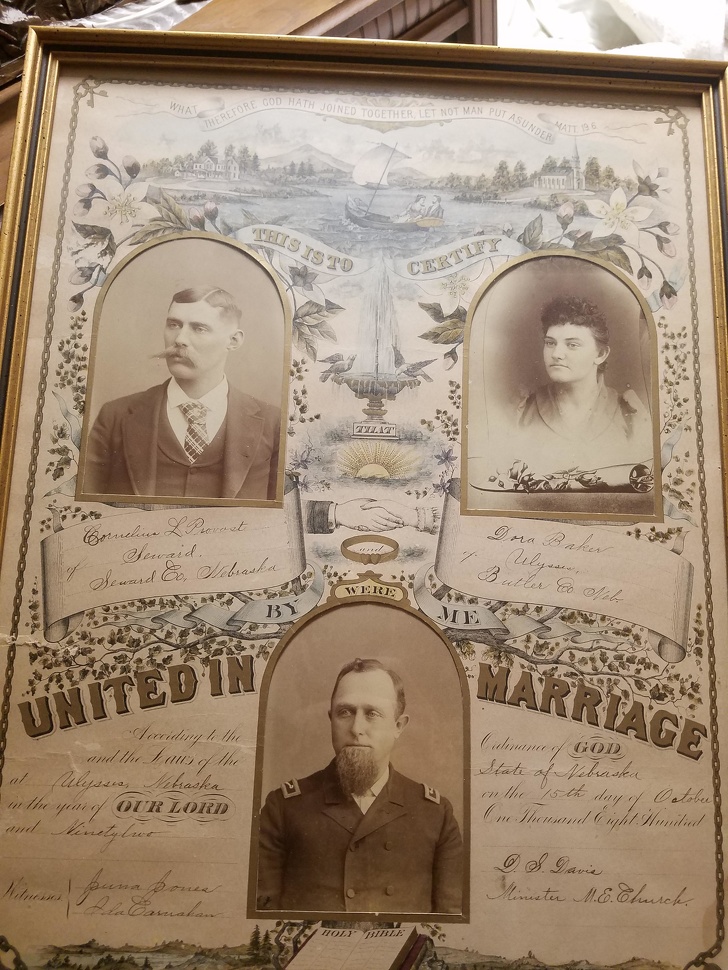 WHAT THEREFORE GOD HATH JOINED TOGETHER, LET NOT MAN PUT ASUNDER MATT 19 6
THIS IS TO CERTIFY
THAT
Cornelius L Provost
of Seward.
Seward Co, Nebraska
and
Dora Baker
of Ulysses,
Butler Co Neb.
WERE
BY ME
UNITED IN MARRIAGE
According to the Ordinance of GOD
and the Laws of the State of Nebraska
at Ulysses, Nebraska on the 15th day of October
in the year of OUR LORD One Thousand Eight Hundred
and Ninetytwo
Witnesses Jones
D. S. Davis
Minister M.E. Church.
HOLY BIBLE